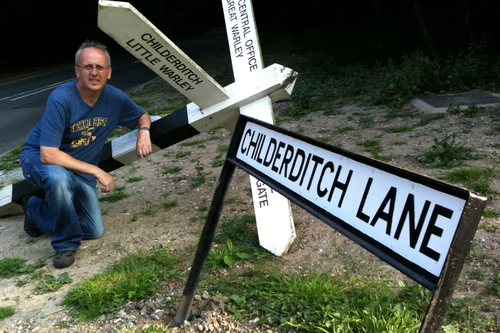 CHILDERDITCH
LITTLE WARLEY
CENTRAL OFFICE
GREAT WARLEY
GATE
CHILDERDITCH LANE